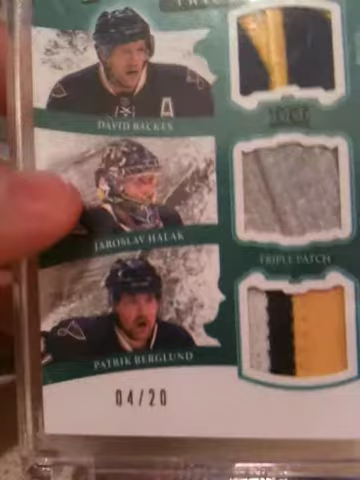 DAVID BACKES
A
JAROSLAV HALAK
TRIPLE PATCH
PATRIK BERGLUND
04/20